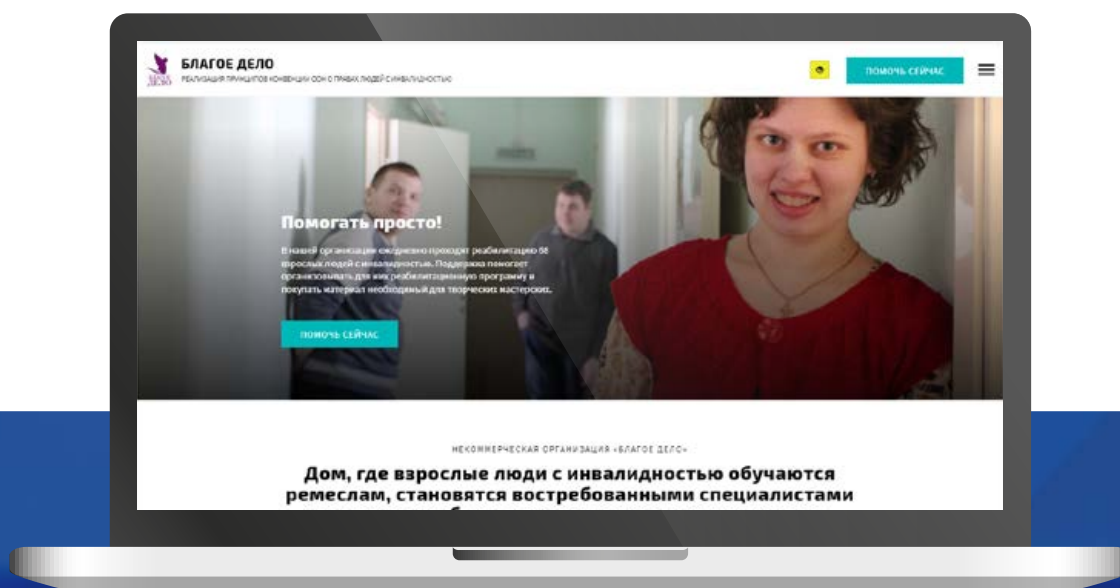 БЛАГОЕ ДЕЛО
РЕАЛИЗАЦИЯ ПРИНЦИПОВ КОНВЕНЦИИ ООН О ПРАВАХ ЛЮДЕЙ С ИНВАЛИДНОСТЬЮ
ДЕЛО
ПОМОЧЬ СЕЙЧАС
Помогать просто!
В нашей организации ежедневно проходят реабилитацию
взрослых людей с инвалидностью. Поддержка помогает
организовывать для них реабилитационную программу и
покупать материал необходимый для творческих мастерских.
ПОМОЧЬ СЕЙЧАС
НЕКОММЕРЧЕСКАЯ ОРГАНИЗАЦИЯ «БЛАГОЕ ДЕЛО»
Дом, где взрослые люди с инвалидностью обучаются
ремеслам, становятся востребованными специалистами